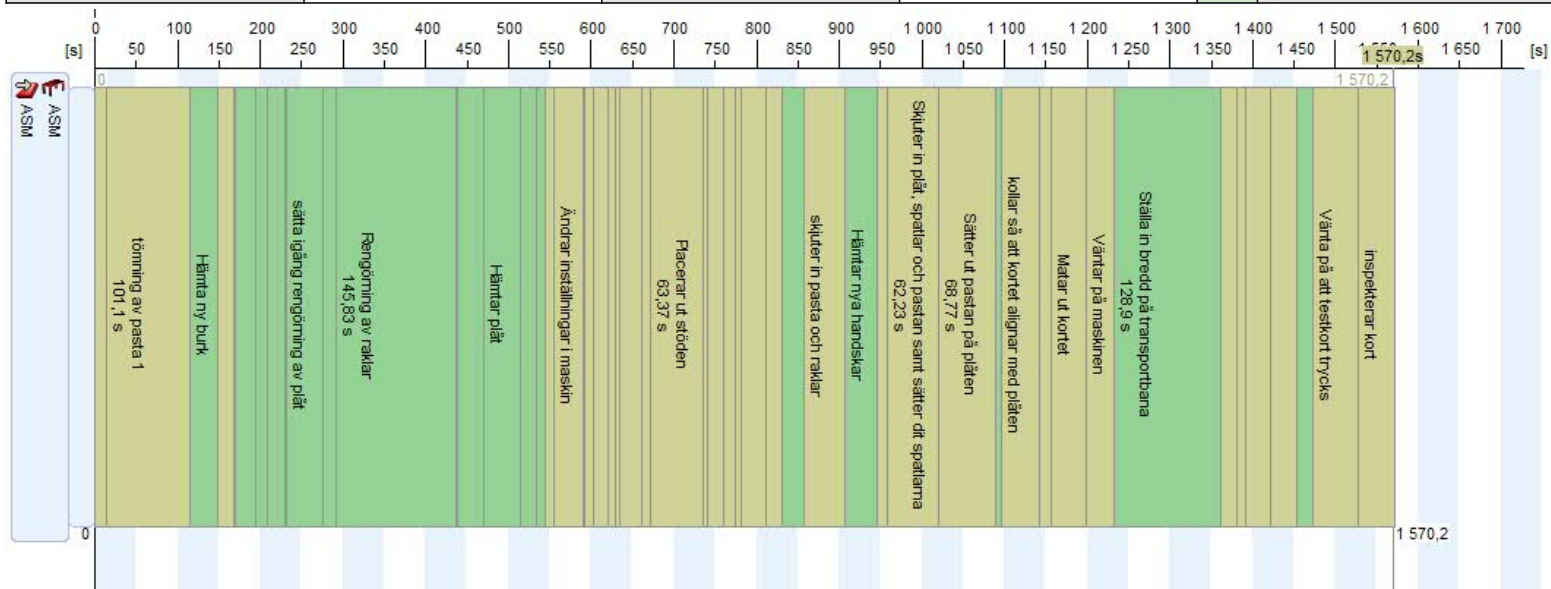 0 100 200 300 400 500 600 700 800 900 1 000 1 100 1 200 1 300 1 400 1 500 1 600 1 700
[s] 50 150 250 350 450 550 650 750 850 950 1 050 1 150 1 250 1 350 1 450 1 650 [s]
1 570,2s
0 1 570,2
ASM
ASM
tömning av pasta 1
101,1 s
Hämta ny burk
sätta igång rengörning av plåt
Rengörning av raklar
145,83 s
Hämtar plåt
Ändrar inställningar i maskin
Placerar ut stöden
63,37 s
skjuter in pasta och raklar
Hämtar nya handskar
Skjuter in plåt, spatlar och pastan samt sätter dit spatlarna
62,23 s
Sätter ut pastan på plåten
68,77 s
kollar så att kortet alignar med plåten
Matar ut kortet
Väntar på maskinen
Ställa in bredd på transportbana
128,9 s
Vänta på att testkort trycks
inspekterar kort
0 1 570,2